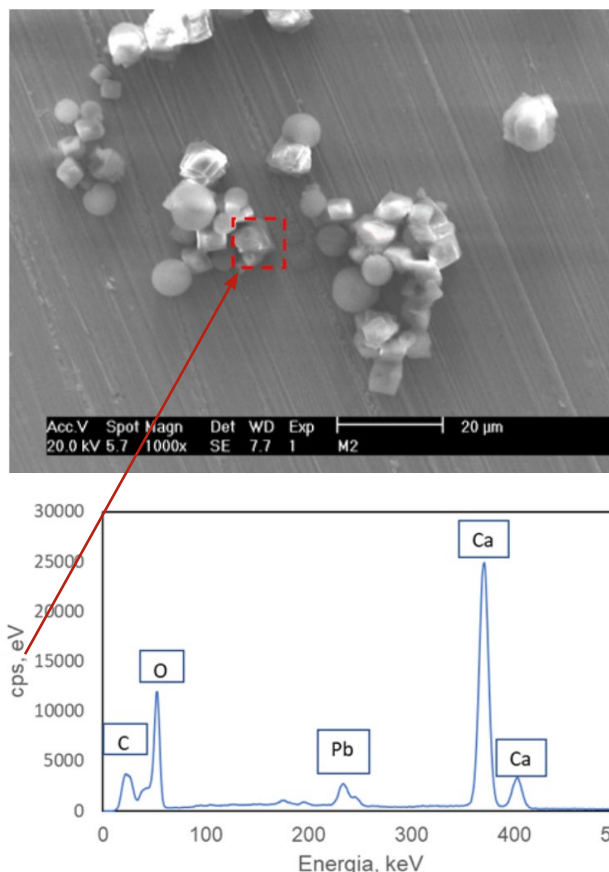 Acc.V Spot Magn Det WD Exp 20 µm
20.0 kV 5.7 1000x SE 7.7 1 M2
30000
25000
20000
15000
10000
5000
0
cps, eV
C
O
Pb
Ca
Ca
0 100 200 300 400
Energia, keV